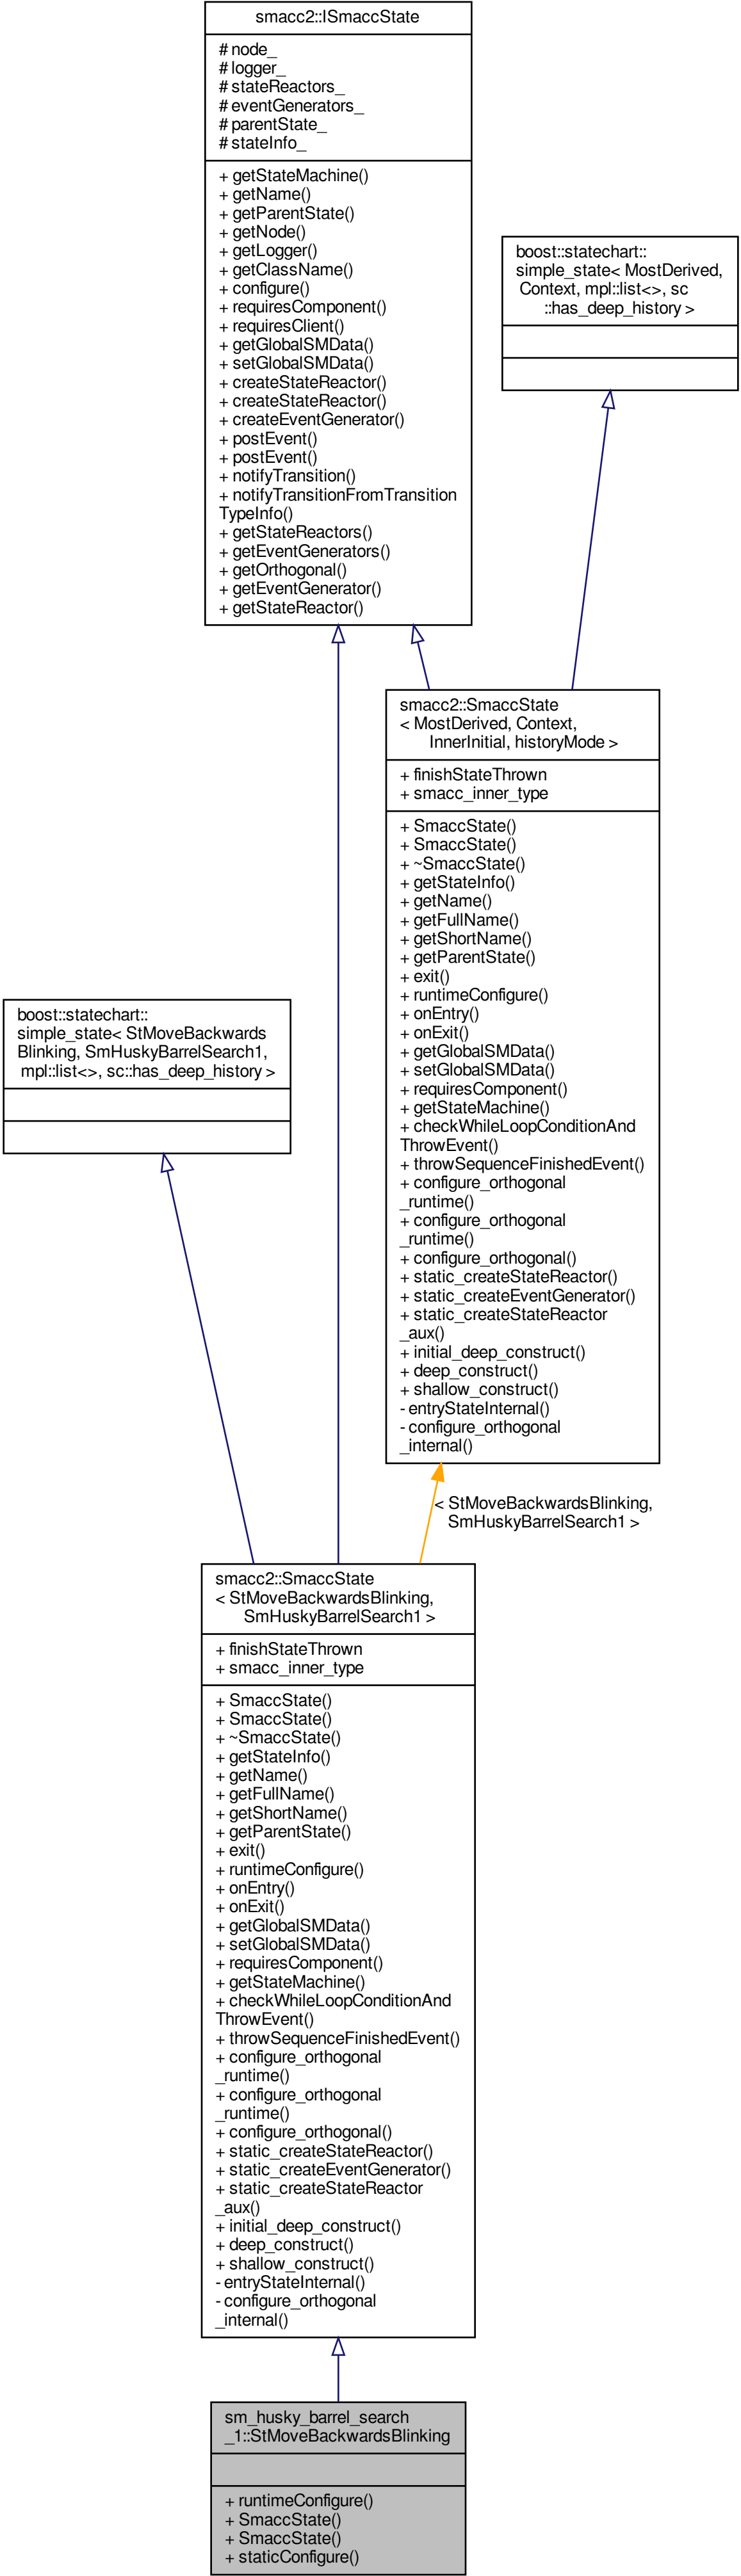 smacc2::ISmaccState
# node_
# logger_
# stateReactors_
# eventGenerators_
# parentState_
# stateInfo_
+ getStateMachine()
+ getName()
+ getParentState()
+ getNode()
+ getLogger()
+ getClassName()
+ configure()
+ requiresComponent()
+ requiresClient()
+ getGlobalSMData()
+ setGlobalSMData()
+ createStateReactor()
+ createStateReactor()
+ createEventGenerator()
+ postEvent()
+ postEvent()
+ notifyTransition()
+ notifyTransitionFromTransition
TypeInfo()
+ getStateReactors()
+ getEventGenerators()
+ getOrthogonal()
+ getEventGenerator()
+ getStateReactor()
boost::statechart::
simple_state< MostDerived,
Context, mpl::list<>, sc
::has_deep_history >
smacc2::SmaccState
< MostDerived, Context,
InnerInitial, historyMode >
+ finishStateThrown
+ smacc_inner_type
+ SmaccState()
+ SmaccState()
+ ~SmaccState()
+ getStateInfo()
+ getName()
+ getFullName()
+ getShortName()
+ getParentState()
+ exit()
+ runtimeConfigure()
+ onEntry()
+ onExit()
+ getGlobalSMData()
+ setGlobalSMData()
+ requiresComponent()
+ getStateMachine()
+ checkWhileLoopConditionAnd
ThrowEvent()
+ throwSequenceFinishedEvent()
+ configure_orthogonal
_runtime()
+ configure_orthogonal
_runtime()
+ configure_orthogonal()
+ static_createStateReactor()
+ static_createEventGenerator()
+ static_createStateReactor
_aux()
+ initial_deep_construct()
+ deep_construct()
+ shallow_construct()
- entryStateInternal()
- configure_orthogonal
_internal()
boost::statechart::
simple_state< StMoveBackwards
Blinking, SmHuskyBarrelSearch1,
mpl::list<>, sc::has_deep_history >
< StMoveBackwardsBlinking,
SmHuskyBarrelSearch1 >
smacc2::SmaccState
< StMoveBackwardsBlinking,
SmHuskyBarrelSearch1 >
+ finishStateThrown
+ smacc_inner_type
+ SmaccState()
+ SmaccState()
+ ~SmaccState()
+ getStateInfo()
+ getName()
+ getFullName()
+ getShortName()
+ getParentState()
+ exit()
+ runtimeConfigure()
+ onEntry()
+ onExit()
+ getGlobalSMData()
+ setGlobalSMData()
+ requiresComponent()
+ getStateMachine()
+ checkWhileLoopConditionAnd
ThrowEvent()
+ throwSequenceFinishedEvent()
+ configure_orthogonal
_runtime()
+ configure_orthogonal
_runtime()
+ configure_orthogonal()
+ static_createStateReactor()
+ static_createEventGenerator()
+ static_createStateReactor
_aux()
+ initial_deep_construct()
+ deep_construct()
+ shallow_construct()
- entryStateInternal()
- configure_orthogonal
_internal()
sm_husky_barrel_search
_1::StMoveBackwardsBlinking
+ runtimeConfigure()
+ SmaccState()
+ SmaccState()
+ staticConfigure()